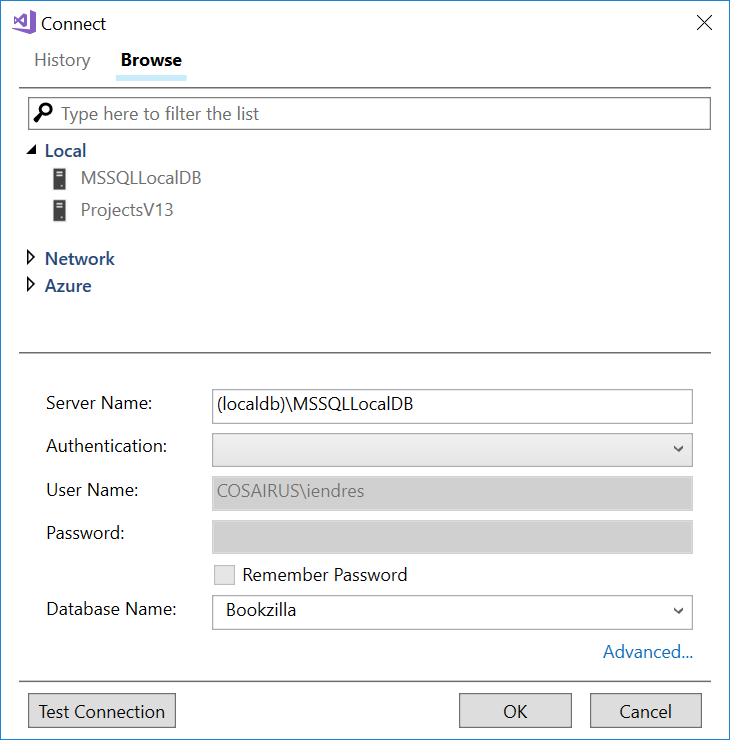 Connect
History Browse
Type here to filter the list
Local
MSSQLLocalDB
ProjectsV13
Network
Azure
Server Name: (localdb)\MSSQLLocalDB
Authentication:
User Name: COSAIRUS\iendres
Password:
Remember Password
Database Name: Bookzilla
Advanced...
Test Connection OK Cancel